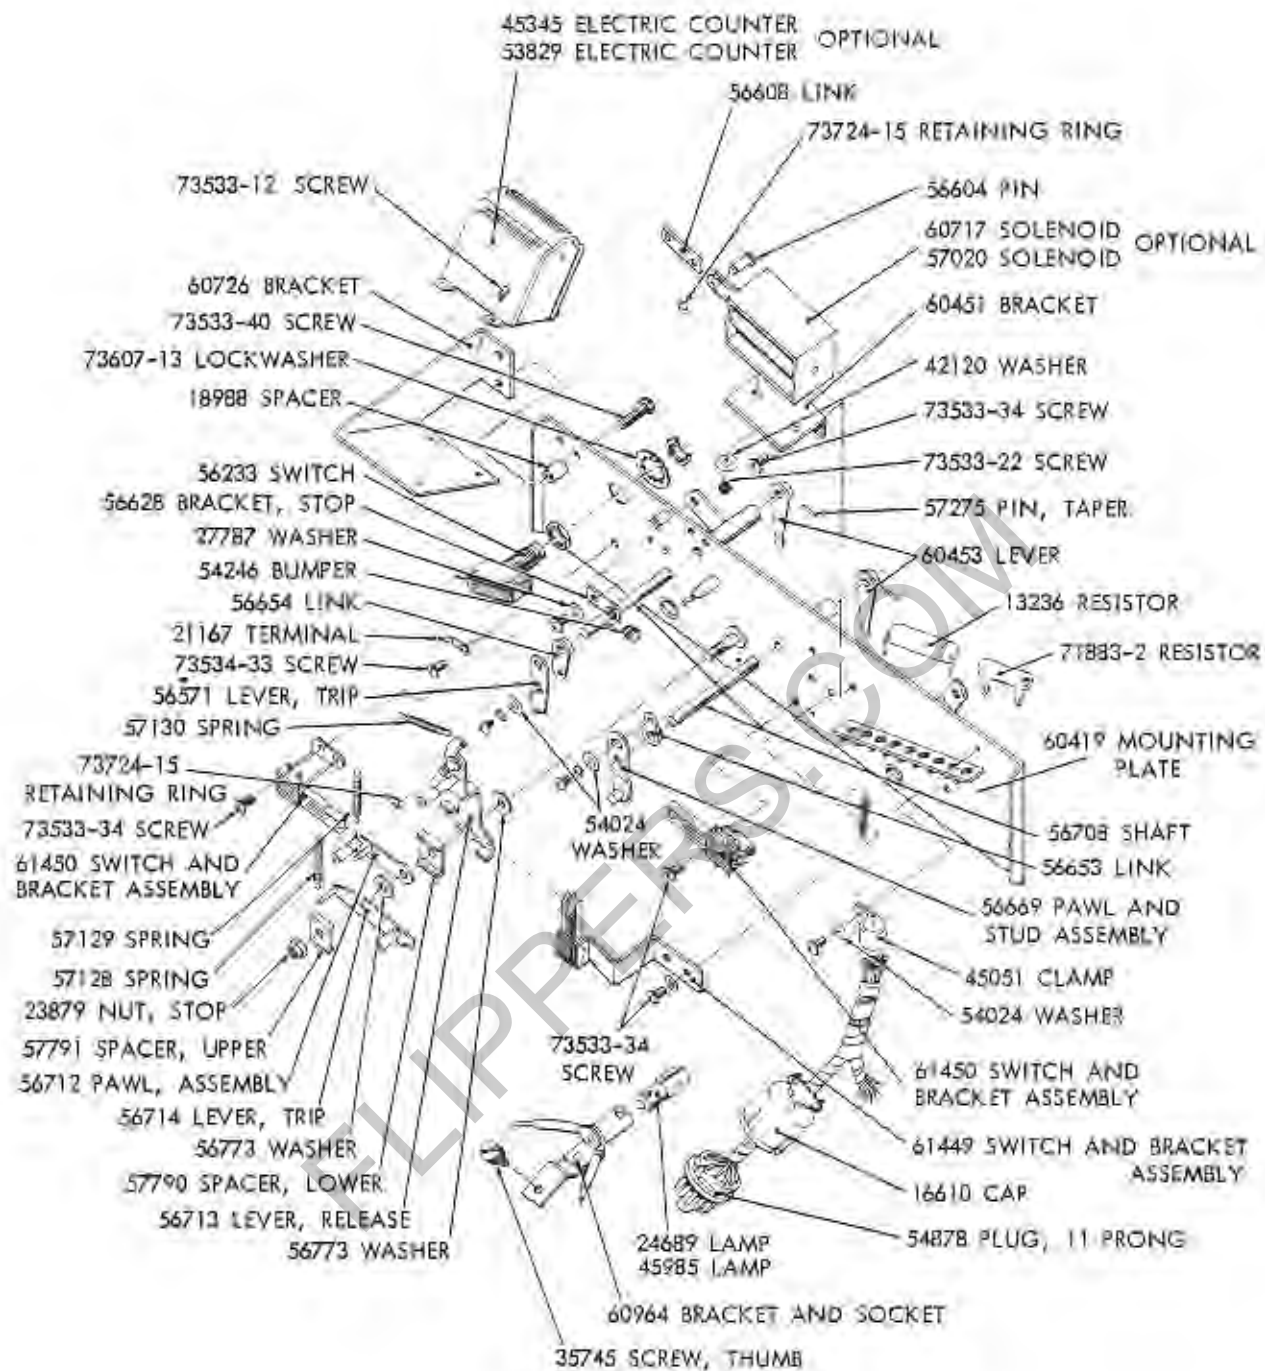 45345 ELECTRIC COUNTER
53829 ELECTRIC COUNTER
OPTIONAL
56608 LINK
73724-15 RETAINING RING
73533-12 SCREW
56604 PIN
60717 SOLENOID
57020 SOLENOID
OPTIONAL
60726 BRACKET
60451 BRACKET
73533-40 SCREW
73607-13 LOCKWASHER
42120 WASHER
18988 SPACER
73533-34 SCREW
56233 SWITCH
73533-22 SCREW
56628 BRACKET, STOP
57275 PIN, TAPER
27787 WASHER
60453 LEVER
54246 BUMPER
56654 LINK
13236 RESISTOR
21167 TERMINAL
71883-2 RESISTOR
73534-33 SCREW
56571 LEVER, TRIP
57130 SPRING
60419 MOUNTING
PLATE
73724-15
RETAINING RING
73533-34 SCREW
54024
WASHER
56708 SHAFT
61450 SWITCH AND
BRACKET ASSEMBLY
56653 LINK
56669 PAWL AND
STUD ASSEMBLY
57129 SPRING
57128 SPRING
45051 CLAMP
23879 NUT, STOP
54024 WASHER
57791 SPACER, UPPER
73533-34
SCREW
56712 PAWL, ASSEMBLY
61450 SWITCH AND
BRACKET ASSEMBLY
56714 LEVER, TRIP
56773 WASHER
61449 SWITCH AND BRACKET
ASSEMBLY
57790 SPACER, LOWER
16610 CAP
56713 LEVER, RELEASE
56773 WASHER
24689 LAMP
45985 LAMP
54878 PLUG, 11 PRONG
60964 BRACKET AND SOCKET
35745 SCREW, THUMB
FLIPPERS.COM